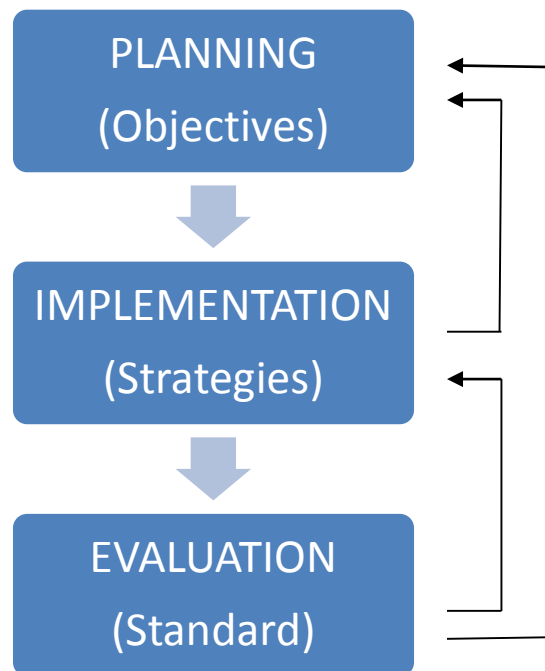 PLANNING
(Objectives)
IMPLEMENTATION
(Strategies)
EVALUATION
(Standard)